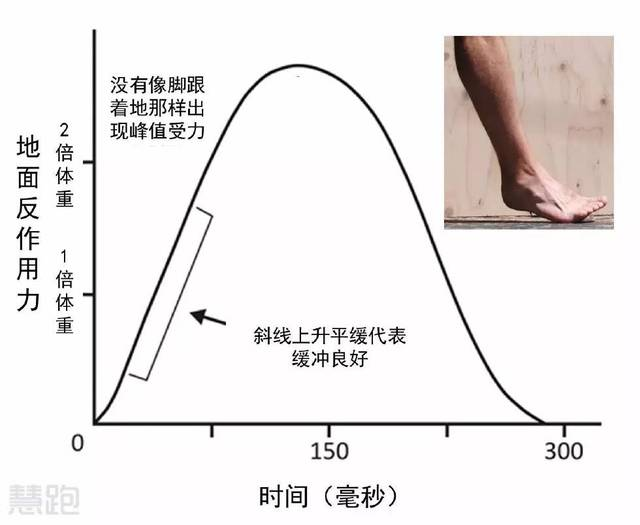 没有像脚跟
着地那样出
现峰值受力
地面反作用力
2倍体重
1倍体重
斜线上升平缓代表
缓冲良好
0
150
300
时间（毫秒）
慧跑